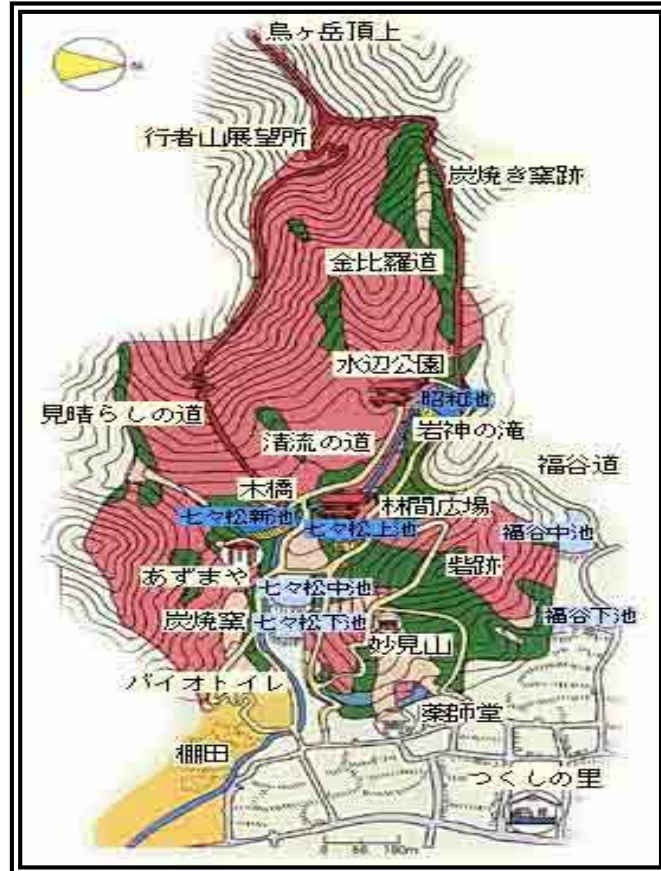 烏ヶ岳頂上
行者山展望所
炭焼き窯跡
金比羅道
水辺公園
昭和池
見晴らしの道
岩神の滝
清流の道
福谷道
木橋
林間広場
七々松新池
七々松上池
福谷中池
砦跡
あずまや
七々松中池
炭焼窯
七々松下池
福谷下池
妙見山
バイオトイレ
薬師堂
棚田
つくしの里
100m